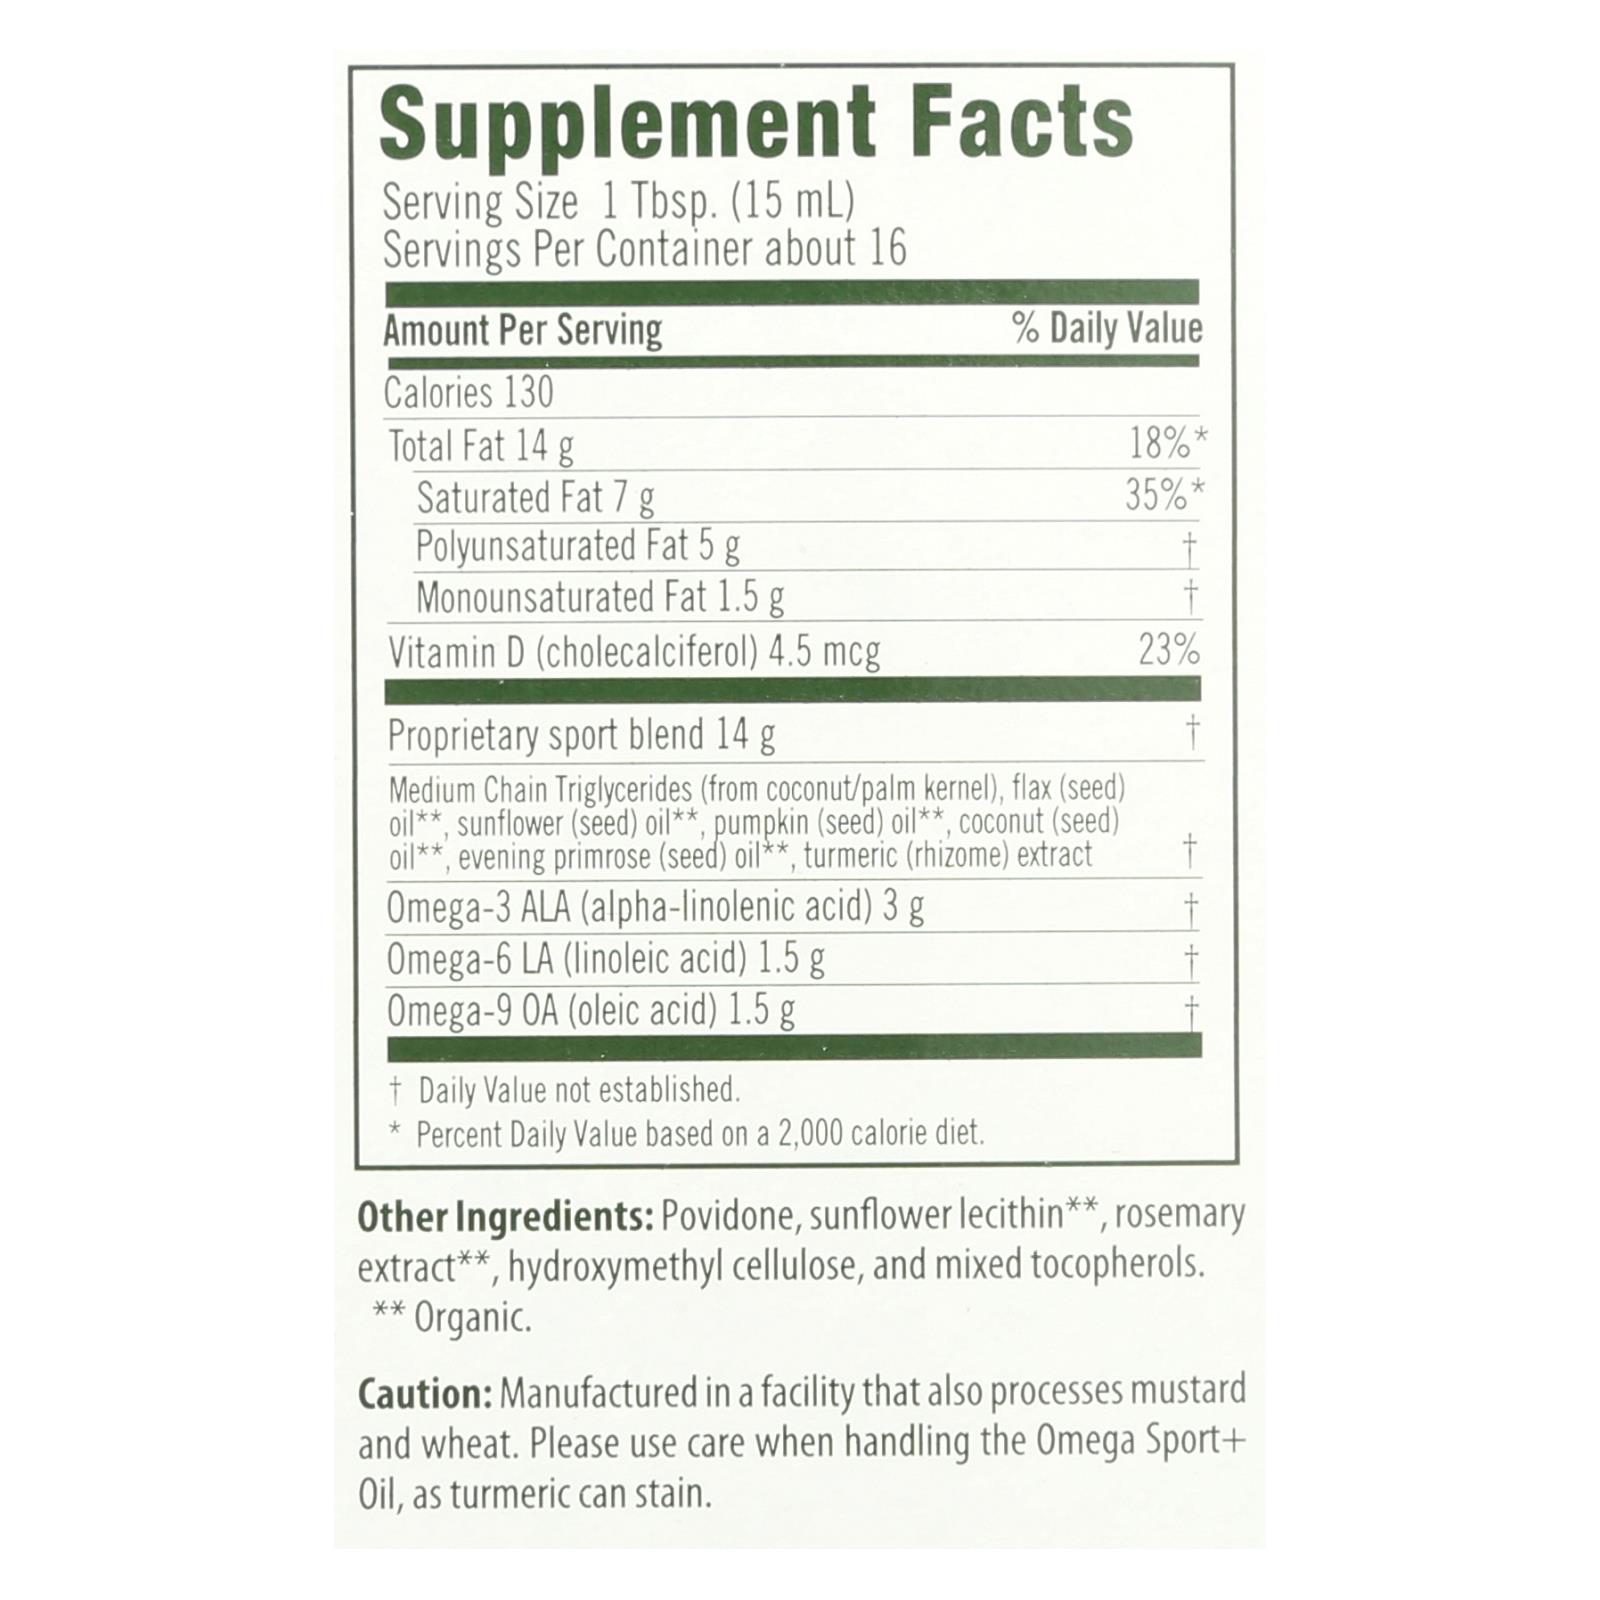 Supplement Facts
Serving Size 1 Tbsp. (15 mL)
Servings Per Container about 16
Amount Per Serving % Daily Value
Calories 130
Total Fat 14 g 18%*
Saturated Fat 7 g 35%*
Polyunsaturated Fat 5 g †
Monounsaturated Fat 1.5 g †
Vitamin D (cholecalciferol) 4.5 mcg 23%
Proprietary sport blend 14 g †
Medium Chain Triglycerides (from coconut/palm kernel), flax (seed)
oil**, sunflower (seed) oil**, pumpkin (seed) oil**, coconut (seed)
oil**, evening primrose (seed) oil**, turmeric (rhizome) extract †
Omega-3 ALA (alpha-linolenic acid) 3 g †
Omega-6 LA (linoleic acid) 1.5 g †
Omega-9 OA (oleic acid) 1.5 g †
† Daily Value not established.
* Percent Daily Value based on a 2,000 calorie diet.
Other Ingredients: Povidone, sunflower lecithin**, rosemary
extract**, hydroxymethyl cellulose, and mixed tocopherols.
** Organic.
Caution: Manufactured in a facility that also processes mustard
and wheat. Please use care when handling the Omega Sport+
Oil, as turmeric can stain.